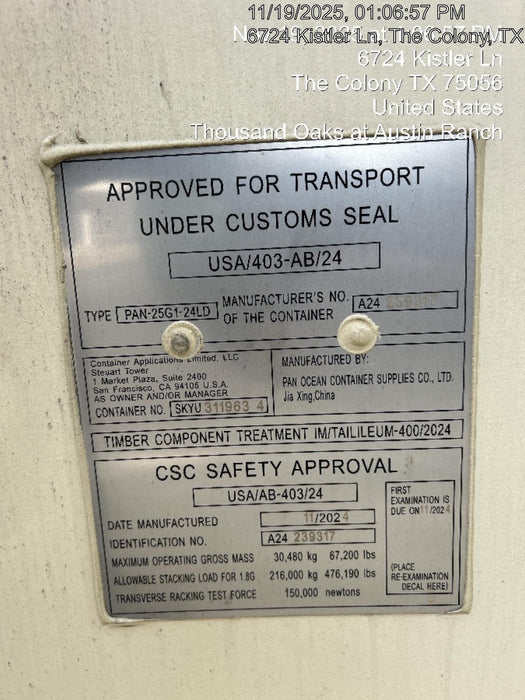 11/19/2025, 01:06:57 PM
6724 Kistler Ln, The Colony, TX
6724 Kistler Ln
The Colony TX 75056
United States
Thousand Oaks at Austin Ranch
APPROVED FOR TRANSPORT
UNDER CUSTOMS SEAL
USA/403-AB/24
TYPE PAN-25G1-24LD
MANUFACTURER'S NO.
OF THE CONTAINER
A24
Container Applications Limited, LLC
Steuart Tower
1 Market Plaza, Suite 2400
San Francisco, CA 94105 U.S.A.
AS OWNER AND/OR MANAGER
CONTAINER NO. SKYU 311963 4
MANUFACTURED BY:
PAN OCEAN CONTAINER SUPPLIES CO., LTD.
Jia Xing,China
TIMBER COMPONENT TREATMENT IM/TAILILEUM-400/2024
CSC SAFETY APPROVAL
USA/AB-403/24
DATE MANUFACTURED 11/2024
IDENTIFICATION NO. A24 239317
MAXIMUM OPERATING GROSS MASS 30,480 kg 67,200 lbs
ALLOWABLE STACKING LOAD FOR 1.8G 216,000 kg 476,190 lbs
TRANSVERSE RACKING TEST FORCE 150,000 newtons
FIRST
EXAMINATION IS
DUE ON 11/2024
(PLACE
RE-EXAMINATION
DECAL HERE)